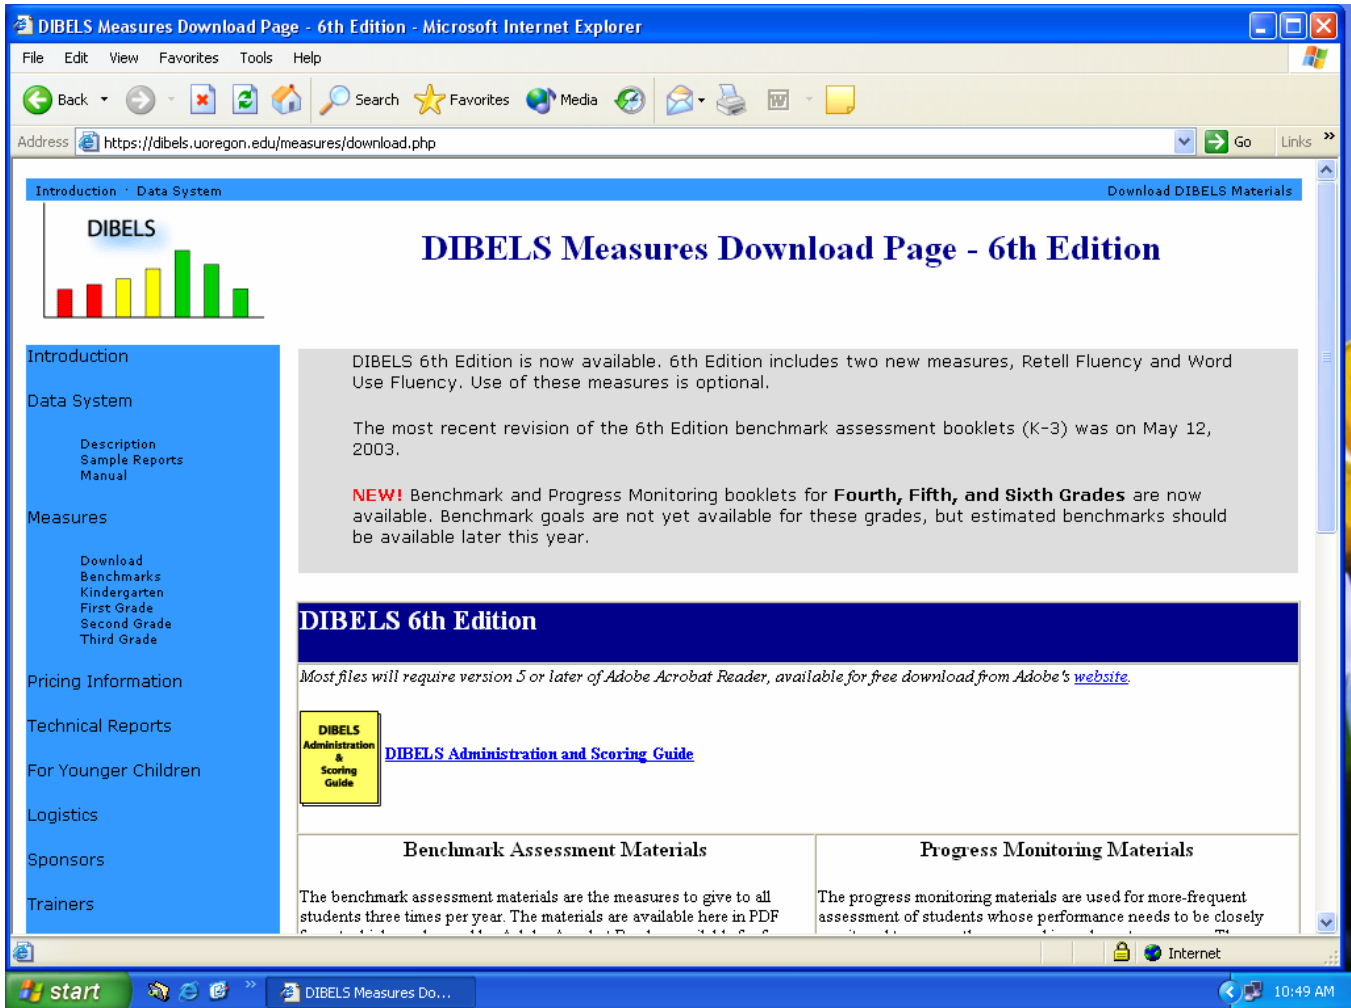 DIBELS Measures Download Page - 6th Edition - Microsoft Internet Explorer
File Edit View Favorites Tools Help
Back Search Favorites Media
Address https://dibels.uoregon.edu/measures/download.php Go Links »
Introduction · Data System Download DIBELS Materials
DIBELS
DIBELS Measures Download Page - 6th Edition
Introduction
Data System
Description
Sample Reports
Manual
Measures
Download
Benchmarks
Kindergarten
First Grade
Second Grade
Third Grade
Pricing Information
Technical Reports
For Younger Children
Logistics
Sponsors
Trainers
DIBELS 6th Edition is now available. 6th Edition includes two new measures, Retell Fluency and Word
Use Fluency. Use of these measures is optional.
The most recent revision of the 6th Edition benchmark assessment booklets (K-3) was on May 12,
2003.
NEW! Benchmark and Progress Monitoring booklets for Fourth, Fifth, and Sixth Grades are now
available. Benchmark goals are not yet available for these grades, but estimated benchmarks should
be available later this year.
DIBELS 6th Edition
Most files will require version 5 or later of Adobe Acrobat Reader, available for free download from Adobe's website.
DIBELS
Administration
&
Scoring
Guide
DIBELS Administration and Scoring Guide
Benchmark Assessment Materials
The benchmark assessment materials are the measures to give to all
students three times per year. The materials are available here in PDF
Progress Monitoring Materials
The progress monitoring materials are used for more-frequent
assessment of students whose performance needs to be closely
Internet
start » DIBELS Measures Do... 10:49 AM